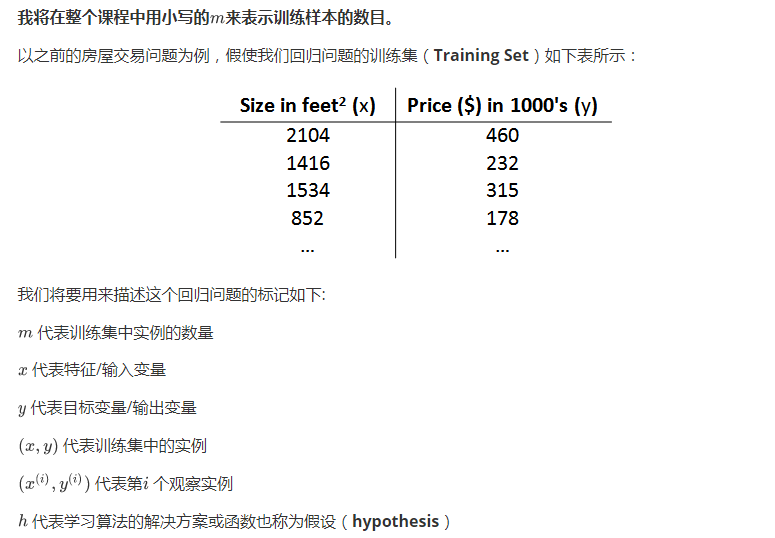 我将在整个课程中用小写的m来表示训练样本的数目。
以之前的房屋交易问题为例，假使我们回归问题的训练集（Training Set）如下表所示：
Size in feet² (x) Price ($) in 1000's (y)
2104 460
1416 232
1534 315
852 178
... ...
我们将要用来描述这个回归问题的标记如下:
m 代表训练集中实例的数量
x 代表特征/输入变量
y 代表目标变量/输出变量
(x, y) 代表训练集中的实例
(x⁽ⁱ⁾, y⁽ⁱ⁾) 代表第i 个观察实例
h 代表学习算法的解决方案或函数也称为假设（hypothesis）